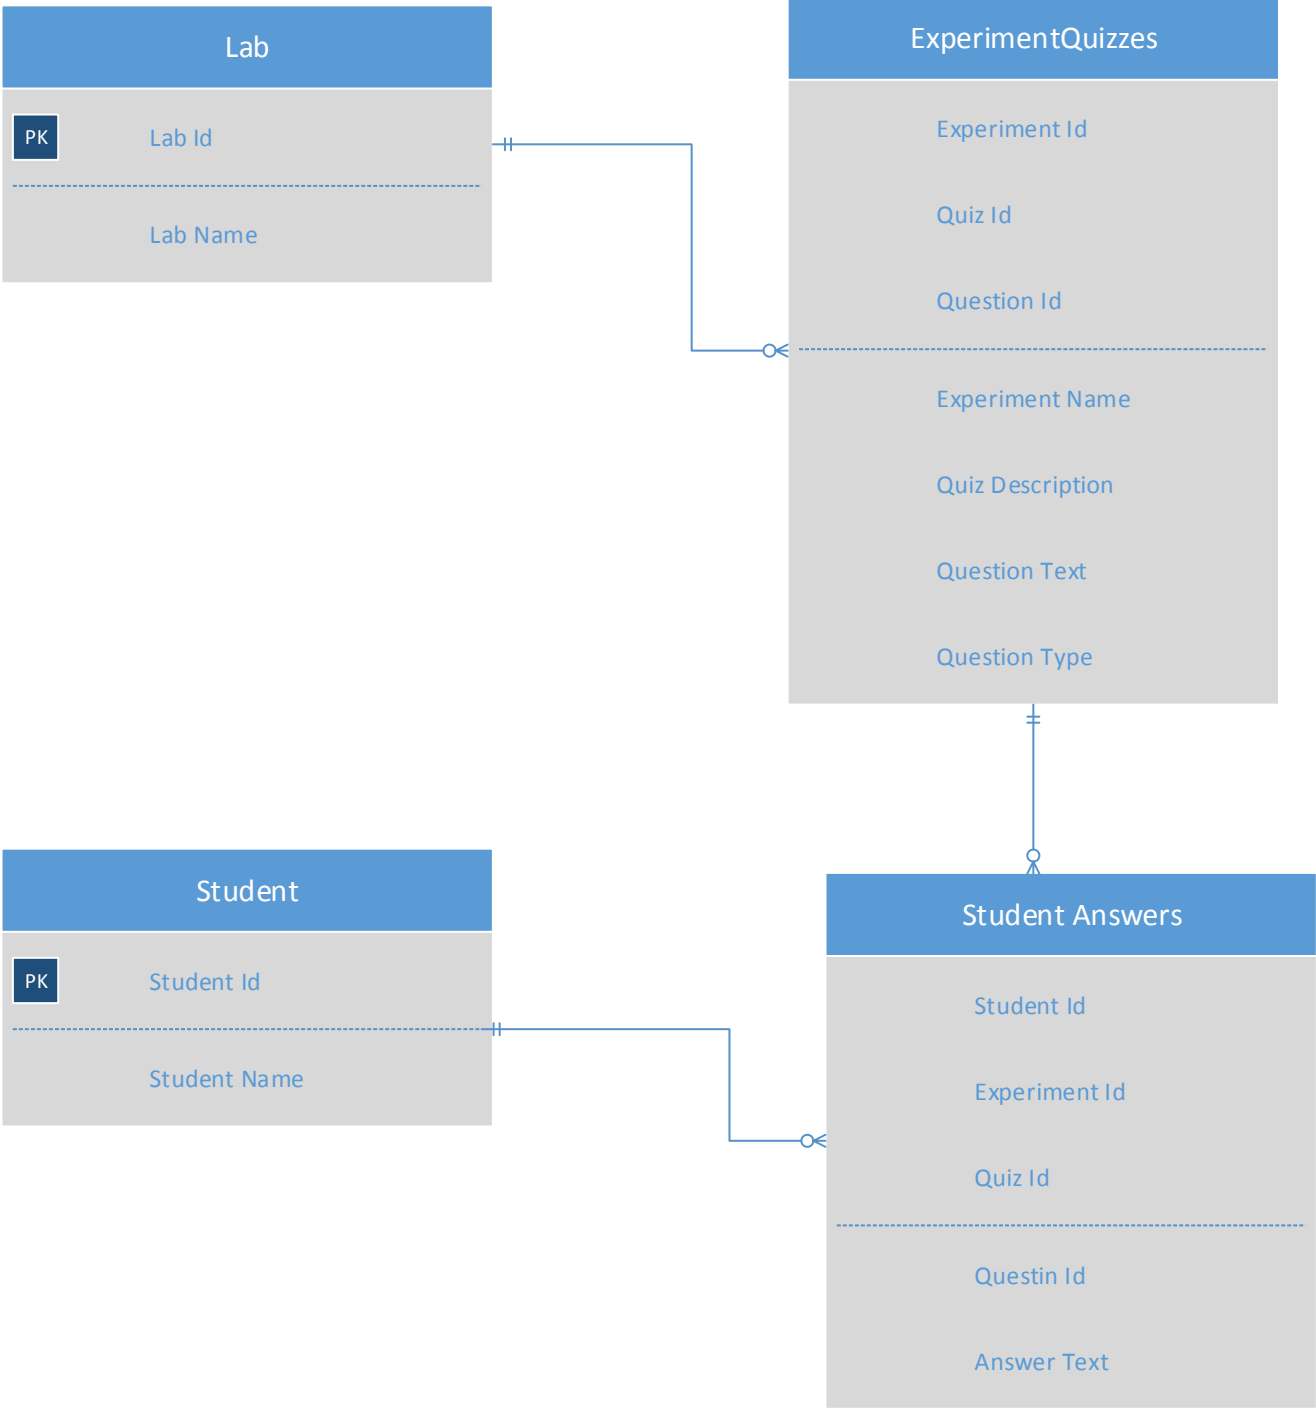 Lab
PK
Lab Id
Lab Name
ExperimentQuizzes
Experiment Id
Quiz Id
Question Id
Experiment Name
Quiz Description
Question Text
Question Type
Student
PK
Student Id
Student Name
Student Answers
Student Id
Experiment Id
Quiz Id
Questin Id
Answer Text